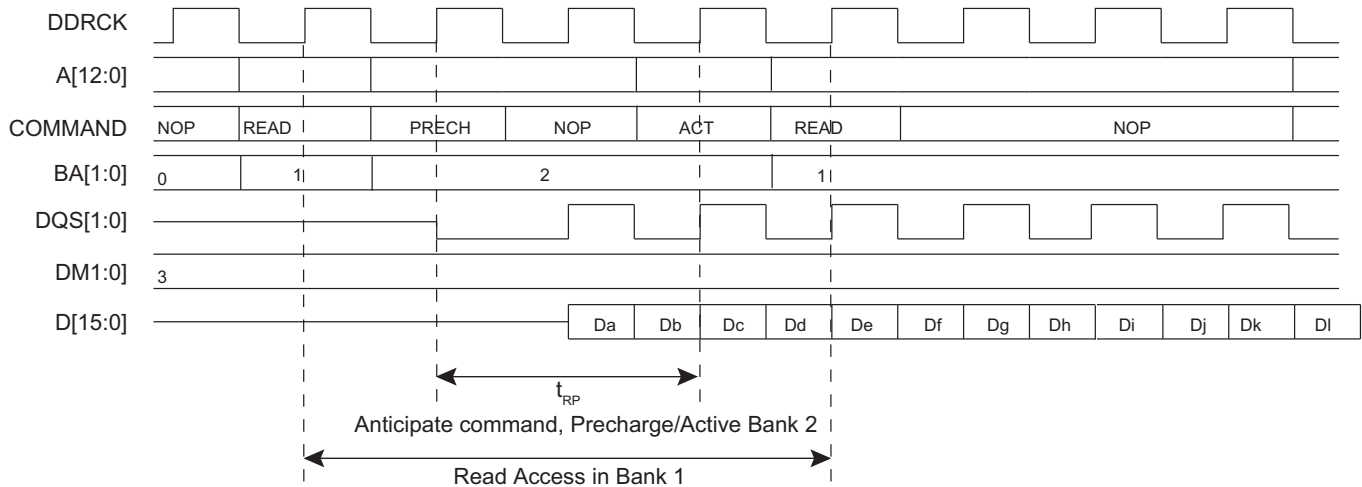 DDRCK
A[12:0]
COMMAND NOP READ PRECH NOP ACT READ NOP
BA[1:0] 0 1 2 1
DQS[1:0]
DM1:0] 3
D[15:0] Da Db Dc Dd De Df Dg Dh Di Dj Dk Dl
tRP
Anticipate command, Precharge/Active Bank 2
Read Access in Bank 1